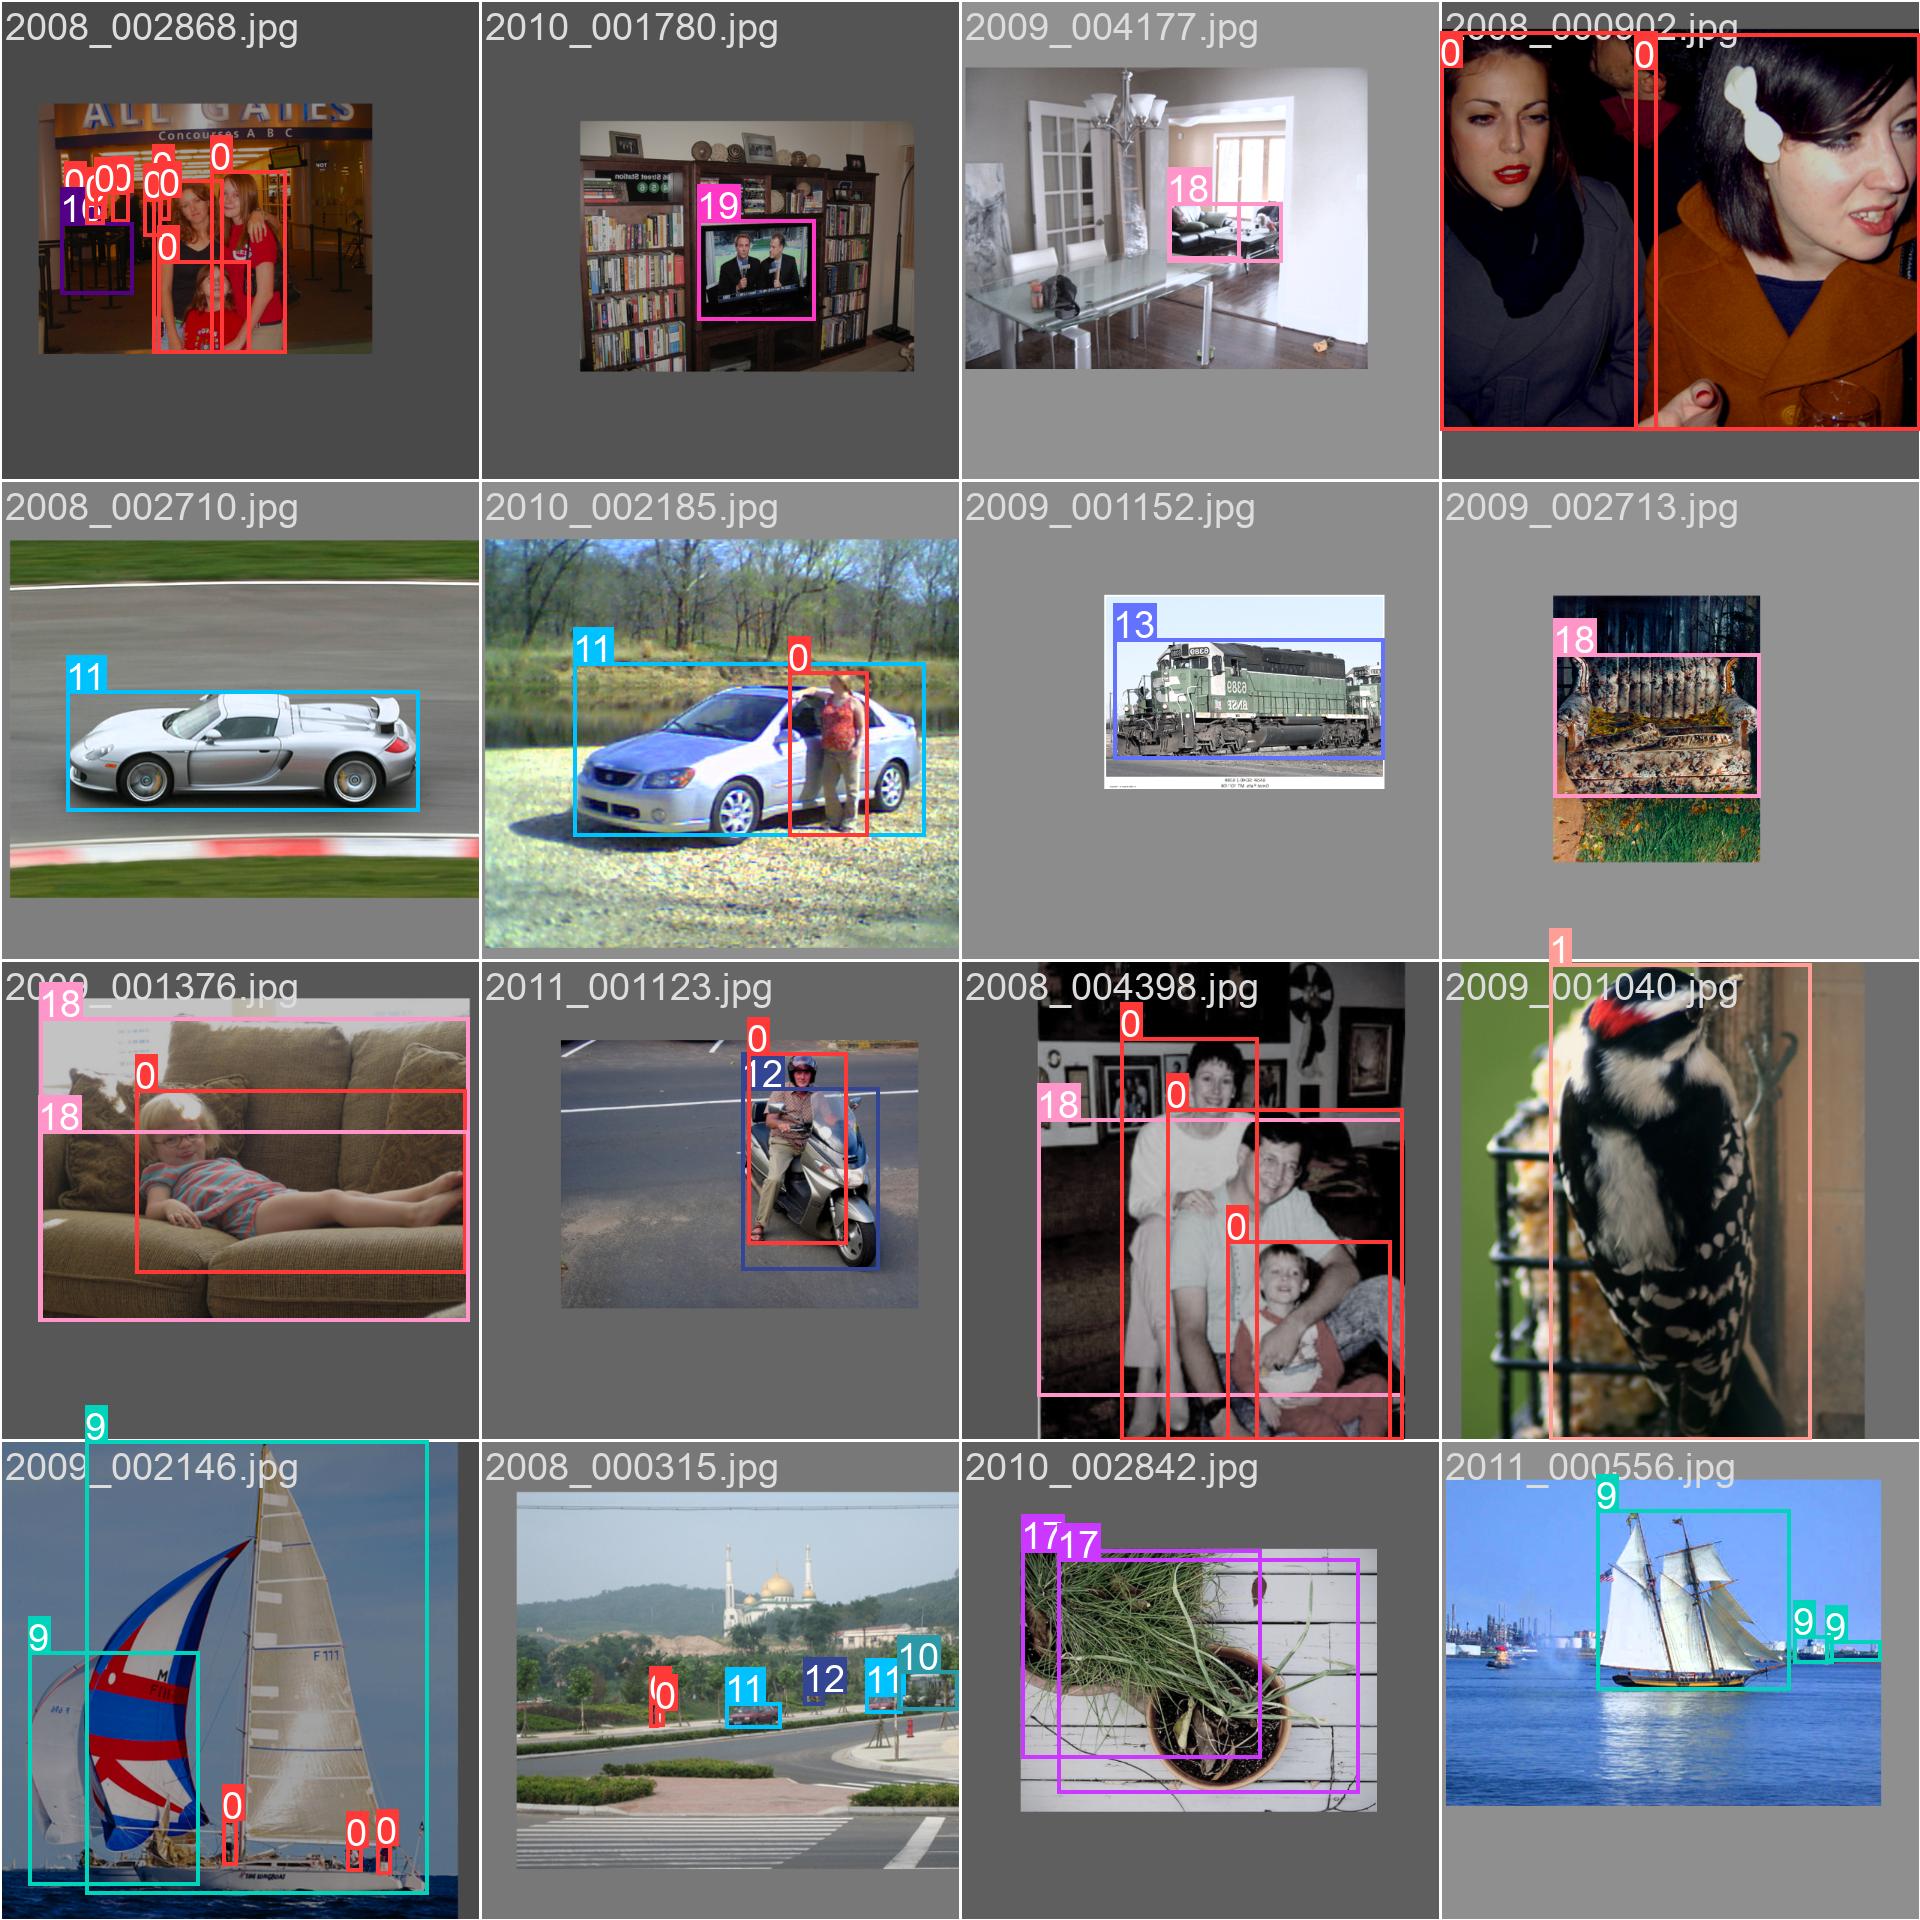 2008_002868.jpg
ALL GATES
Concourses A B C
0
0
0
0
0
0
0
0
2010_001780.jpg
19
2009_004177.jpg
18
2008_000902.jpg
0
0
2008_002710.jpg
11
2010_002185.jpg
11
0
2009_001152.jpg
13
6389
6389
BNSF
2009_002713.jpg
18
2009_001376.jpg
18
0
18
2011_001123.jpg
0
12
2008_004398.jpg
0
0
18
0
2009_001040.jpg
1
2009_002146.jpg
9
9
F 111
0
0
0
2008_000315.jpg
0
11
12
11
10
2010_002842.jpg
17
17
2011_000556.jpg
9
9
9